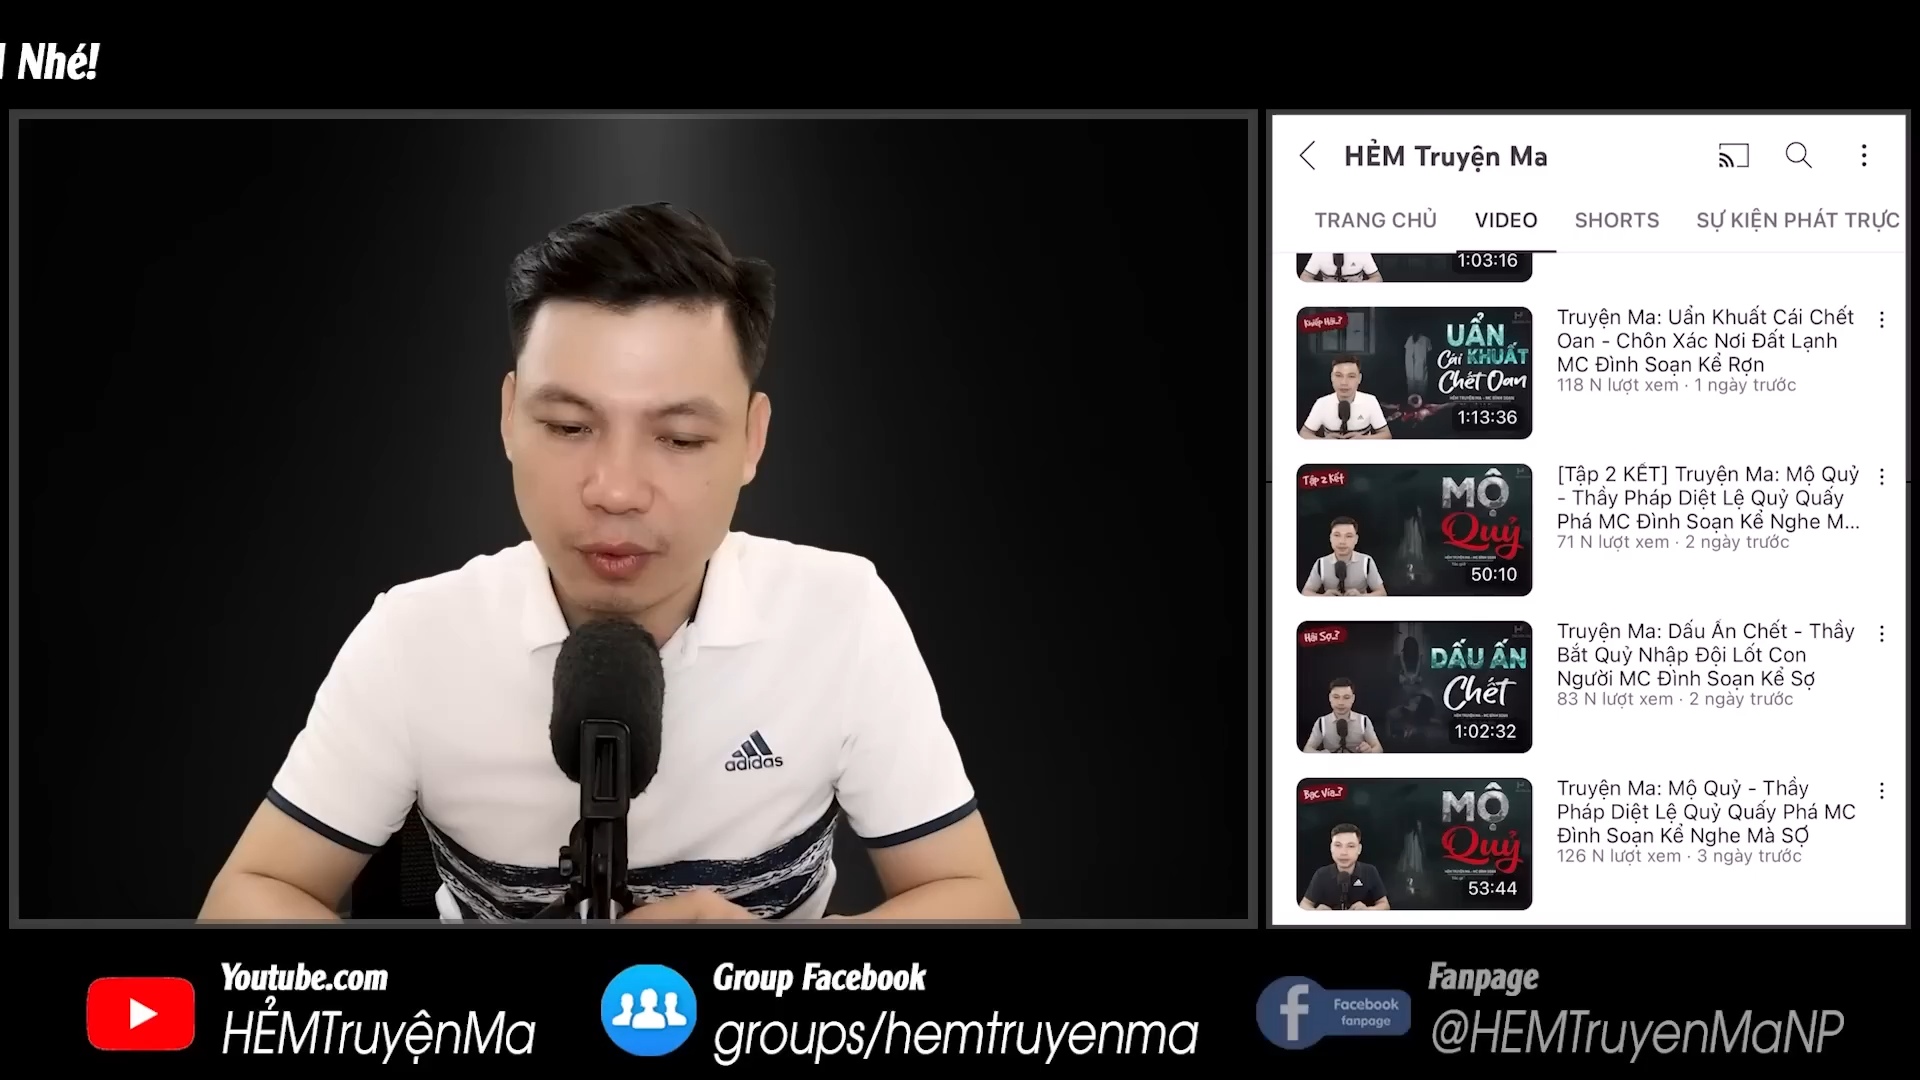 Nhé!
HẺM Truyện Ma
TRANG CHỦ VIDEO SHORTS SỰ KIỆN PHÁT TRỰC
1:03:16
Khiếp Hãi..?
UẨN
Cái KHUẤT
Chết Oan
1:13:36
Truyện Ma: Uẩn Khuất Cái Chết
Oan - Chôn Xác Nơi Đất Lạnh
MC Đình Soạn Kể Rợn
118 N lượt xem · 1 ngày trước
Tập 2 Kết
MỘ
Quỷ
50:10
[Tập 2 KẾT] Truyện Ma: Mộ Quỷ
- Thầy Pháp Diệt Lệ Quỷ Quấy
Phá MC Đình Soạn Kể Nghe M...
71 N lượt xem · 2 ngày trước
Hãi Sợ..?
DẤU ẤN
Chết
1:02:32
Truyện Ma: Dấu Ấn Chết - Thầy
Bắt Quỷ Nhập Đội Lốt Con
Người MC Đình Soạn Kể Sợ
83 N lượt xem · 2 ngày trước
Bạc Vía..?
MỘ
Quỷ
53:44
Truyện Ma: Mộ Quỷ - Thầy
Pháp Diệt Lệ Quỷ Quấy Phá MC
Đình Soạn Kể Nghe Mà SỢ
126 N lượt xem · 3 ngày trước
adidas
Youtube.com
HẺMTruyệnMa
Group Facebook
groups/hemtruyenma
Facebook
fanpage
Fanpage
@HEMTruyenMaNP